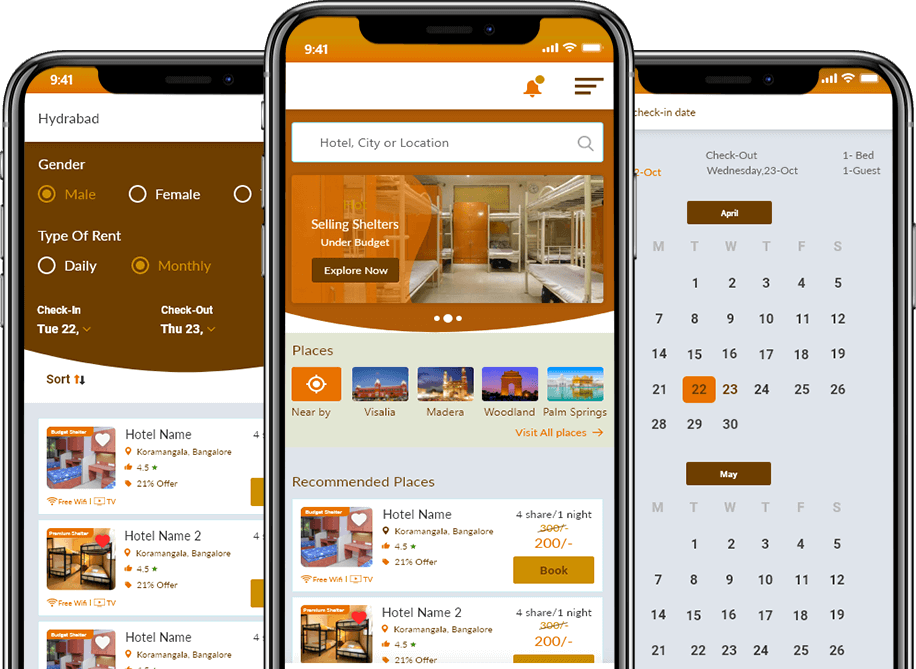 9:41
Hydrabad
Gender
Male
Female
Type Of Rent
Daily
Monthly
Check-In
Check-Out
Tue 22,
Thu 23,
Sort
Budget Shelter
Hotel Name
4
Koramangala, Bangalore
4.5
21% Offer
Free Wifi | TV
Premium Shelter
Hotel Name 2
4
Koramangala, Bangalore
4.5
21% Offer
Free Wifi | TV
Budget Shelter
Hotel Name
4
Koramangala, Bangalore
9:41
Hotel, City or Location
Selling Shelters
Under Budget
Explore Now
Places
Near by
Visalia
Madera
Woodland
Palm Springs
Visit All places
Recommended Places
Budget Shelter
Hotel Name
4 share/1 night
Koramangala, Bangalore
300/-
4.5
200/-
21% Offer
Free Wifi | TV
Book
Premium Shelter
Hotel Name 2
4 share/1 night
Koramangala, Bangalore
300/-
4.5
200/-
21% Offer
check-in date
Check-Out
1- Bed
2-Oct
Wednesday,23-Oct
1-Guest
April
M T W T F S
1 2 3 4 5
7 8 9 10 11 12
14 15 16 17 18 19
21 22 23 24 25 26
28 29 30
May
M T W T F S
1 2 3 4 5
7 8 9 10 11 12
14 15 16 17 18 19
21 22 23 24 25 26